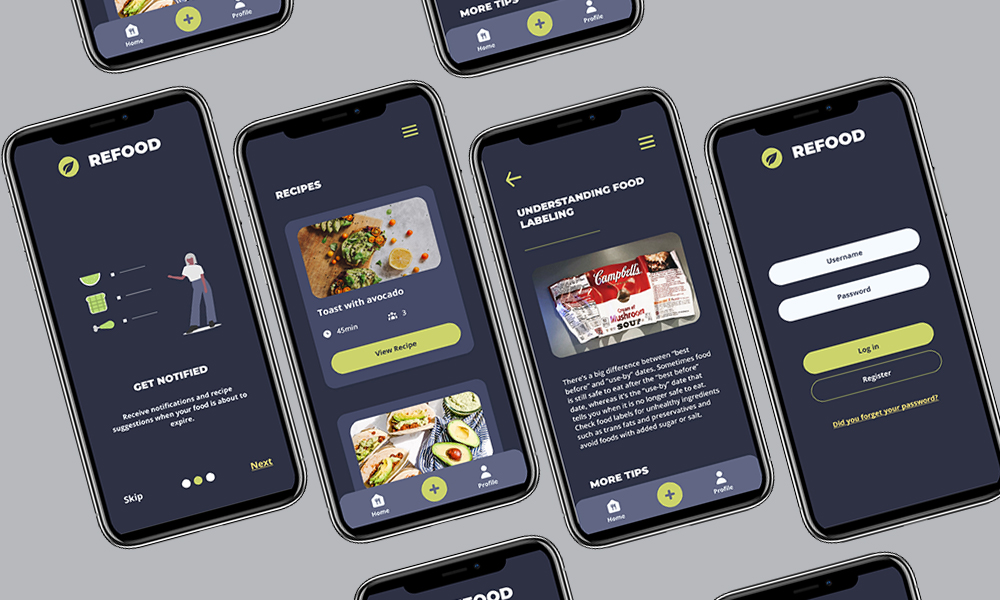 Home
Profile
MORE TIPS
Home
Profile
REFOOD
GET NOTIFIED
Receive notifications and recipe
suggestions when your food is about to
expire.
Skip
Next
RECIPES
Toast with avocado
45min
3
View Recipe
Home
Profile
UNDERSTANDING FOOD
LABELING
Campbell's
Cream of
Mushroom
SOUP
There's a big difference between "best
before" and "use-by" dates. Sometimes food
is still safe to eat after the "best before"
date, whereas it's the "use-by" date that
tells you when it is no longer safe to eat.
Check food labels for unhealthy ingredients
such as trans fats and preservatives and
avoid foods with added sugar or salt.
MORE TIPS
Home
Profile
REFOOD
Username
Password
Log in
Register
Did you forget your password?